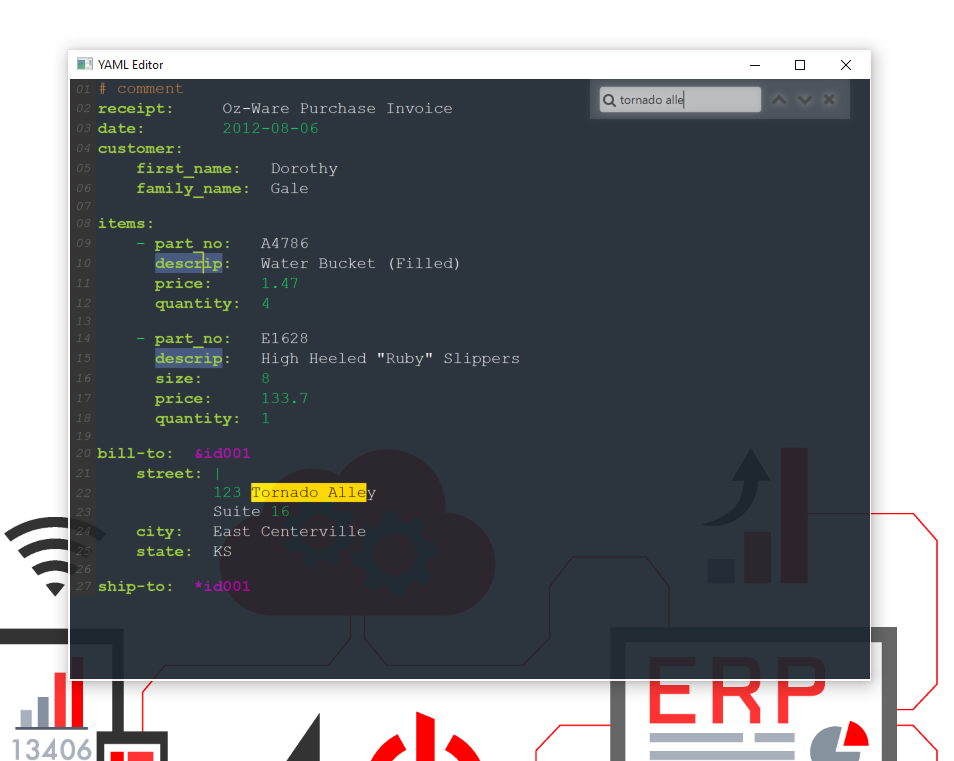 YAML Editor
tornado alle
01 # comment
02 receipt: Oz-Ware Purchase Invoice
03 date: 2012-08-06
04 customer:
05 first_name: Dorothy
06 family_name: Gale
07
08 items:
09 - part_no: A4786
10 descrip: Water Bucket (Filled)
11 price: 1.47
12 quantity: 4
13
14 - part_no: E1628
15 descrip: High Heeled "Ruby" Slippers
16 size: 8
17 price: 133.7
18 quantity: 1
19
20 bill-to: &id001
21 street: |
22 123 Tornado Alley
23 Suite 16
24 city: East Centerville
25 state: KS
26
27 ship-to: *id001
ERP
13406